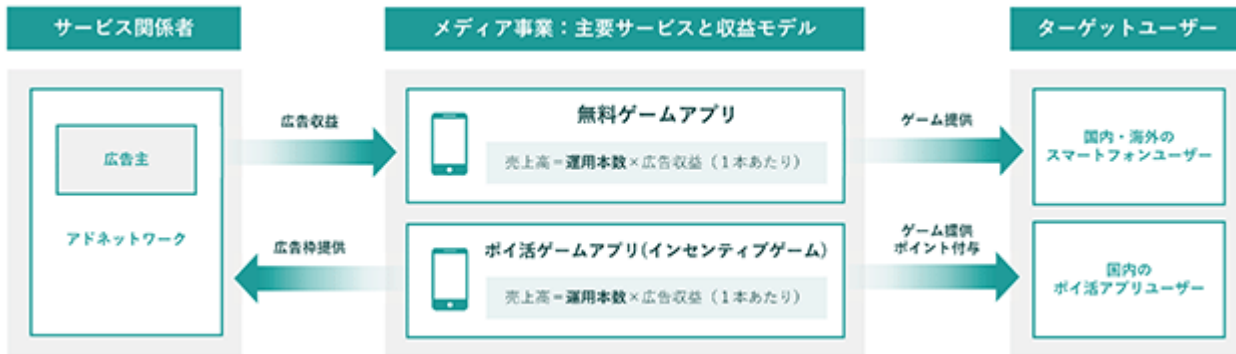 サービス関係者
メディア事業：主要サービスと収益モデル
ターゲットユーザー
広告主
アドネットワーク
広告収益
広告枠提供
無料ゲームアプリ
売上高＝運用本数×広告収益（1本あたり）
ポイ活ゲームアプリ(インセンティブゲーム)
売上高＝運用本数×広告収益（1本あたり）
ゲーム提供
ゲーム提供
ポイント付与
国内・海外の
スマートフォンユーザー
国内の
ポイ活アプリユーザー